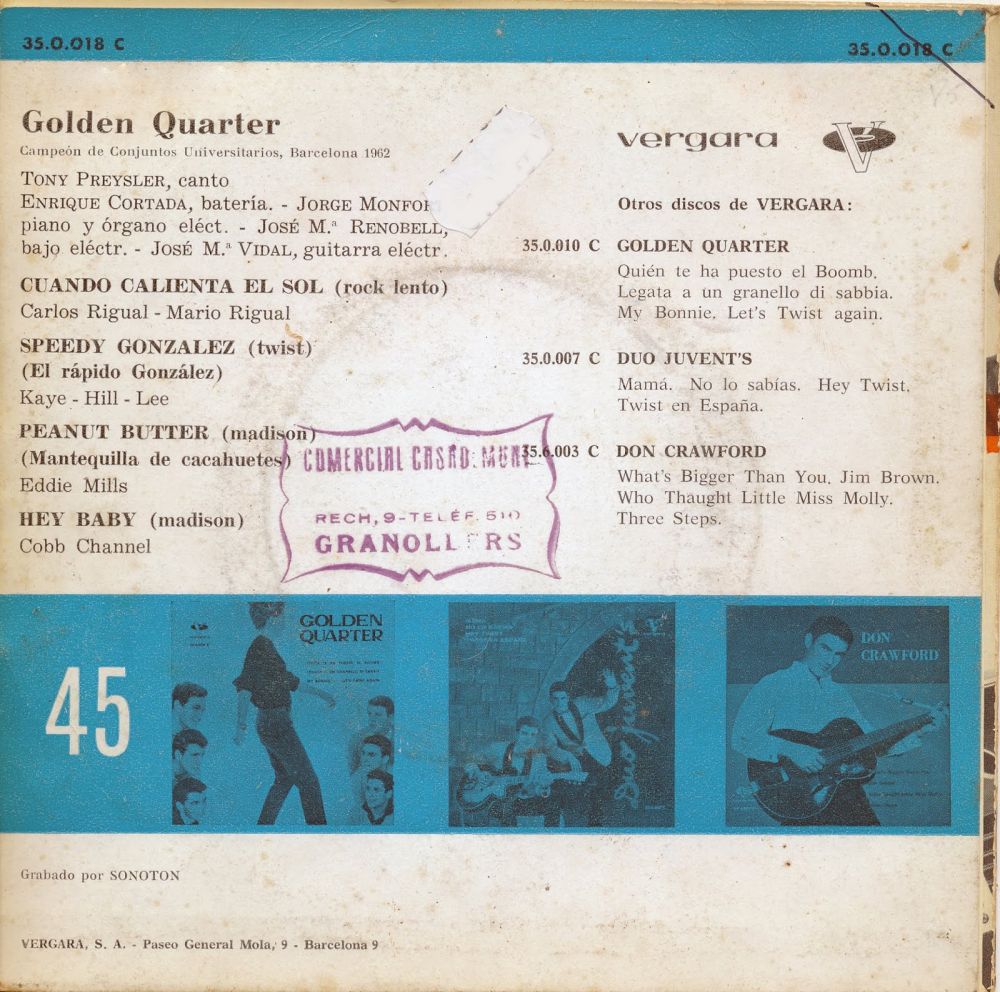 35.0.018 C
35.0.018 C
Golden Quarter
Campeón de Conjuntos Universitarios, Barcelona 1962
TONY PREYSLER, canto
ENRIQUE CORTADA, batería. - JORGE MONFOR
piano y órgano eléct. - JOSÉ M.ª RENOBELL,
bajo eléctr. - JOSÉ M.ª VIDAL, guitarra eléctr.
CUANDO CALIENTA EL SOL (rock lento)
Carlos Rigual - Mario Rigual
SPEEDY GONZALEZ (twist)
(El rápido González)
Kaye - Hill - Lee
PEANUT BUTTER (madison)
(Mantequilla de cacahuetes)
Eddie Mills
HEY BABY (madison)
Cobb Channel
vergara
V
Otros discos de VERGARA:
35.0.010 C GOLDEN QUARTER
Quién te ha puesto el Boomb.
Legata a un granello di sabbia.
My Bonnie. Let's Twist again.
35.0.007 C DUO JUVENT'S
Mamá. No lo sabías. Hey Twist.
Twist en España.
35.6.003 C DON CRAWFORD
What's Bigger Than You, Jim Brown.
Who Thaught Little Miss Molly.
Three Steps.
COMERCIAL
RECH, 9-TELÉF. 510
GRANOLLERS
45
GOLDEN
QUARTER
Duo Juvent's
DON
CRAWFORD
Grabado por SONOTON
VERGARA, S. A. - Paseo General Mola, 9 - Barcelona 9